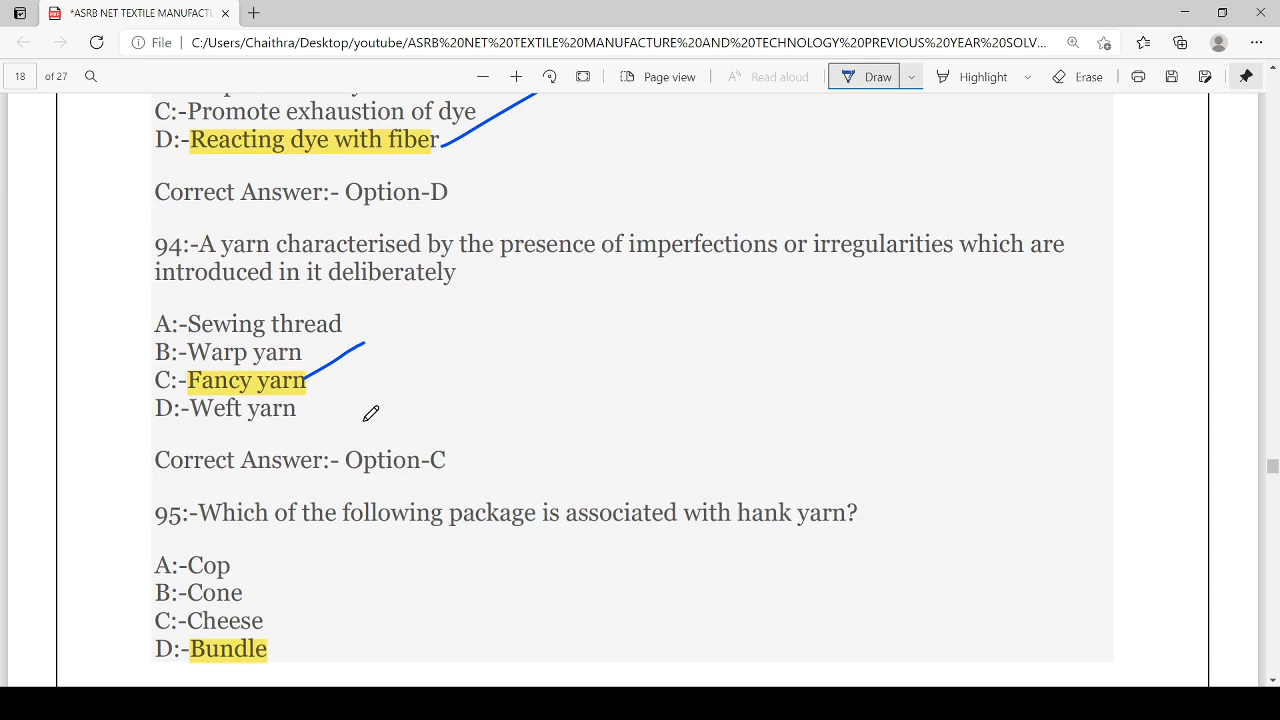 *ASRB NET TEXTILE MANUFACTU
File
C:/Users/Chaithra/Desktop/youtube/ASRB%20NET%20TEXTILE%20MANUFACTURE%20AND%20TECHNOLOGY%20PREVIOUS%20YEAR%20SOLV...
18 of 27
Page view
Read aloud
Draw
Highlight
Erase
C:-Promote exhaustion of dye
D:-Reacting dye with fiber
Correct Answer:- Option-D
94:-A yarn characterised by the presence of imperfections or irregularities which are
introduced in it deliberately
A:-Sewing thread
B:-Warp yarn
C:-Fancy yarn
D:-Weft yarn
Correct Answer:- Option-C
95:-Which of the following package is associated with hank yarn?
A:-Cop
B:-Cone
C:-Cheese
D:-Bundle